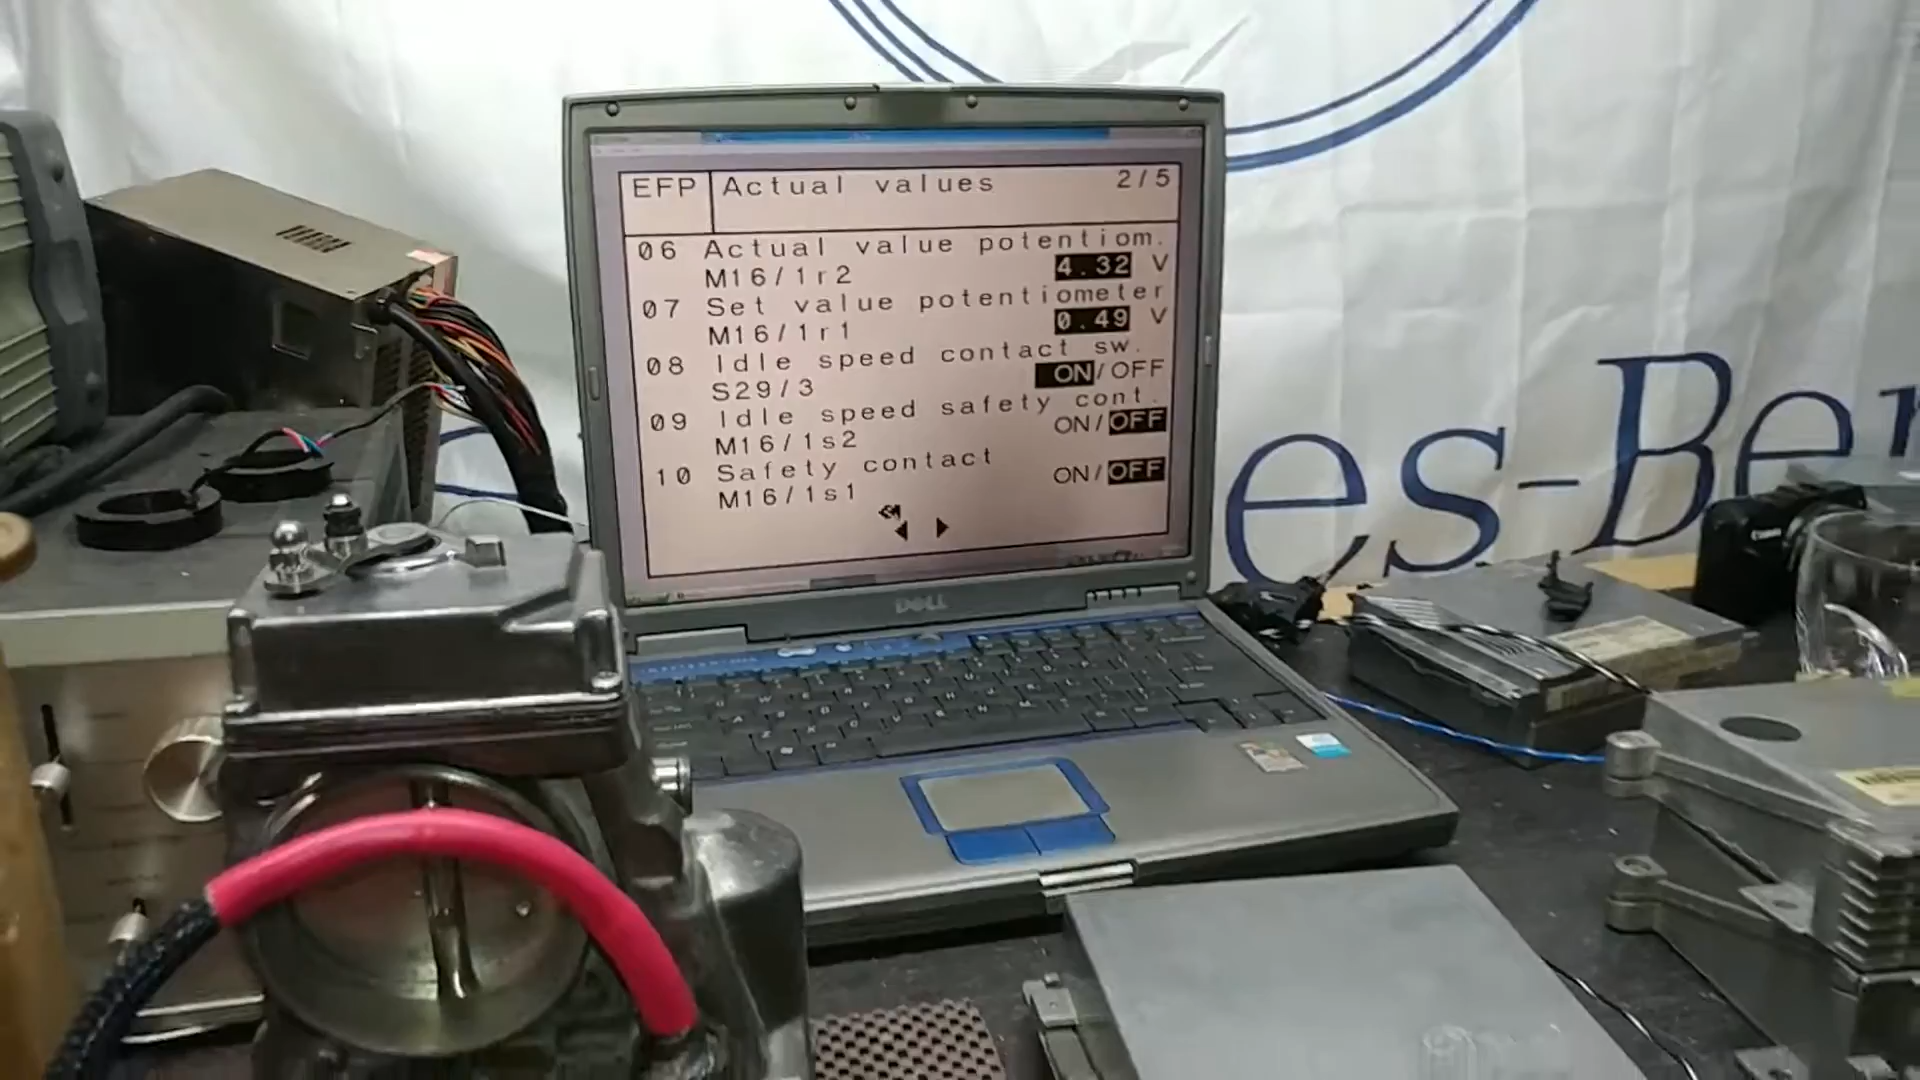 EFP Actual values 2/5
06 Actual value potentiom.
M16/1r2 4.32 V
07 Set value potentiometer
M16/1r1 0.49 V
08 Idle speed contact sw.
S29/3 ON/OFF
09 Idle speed safety cont.
M16/1s2 ON/OFF
10 Safety contact
M16/1s1 ON/OFF
DELL
es-Ber
Canon